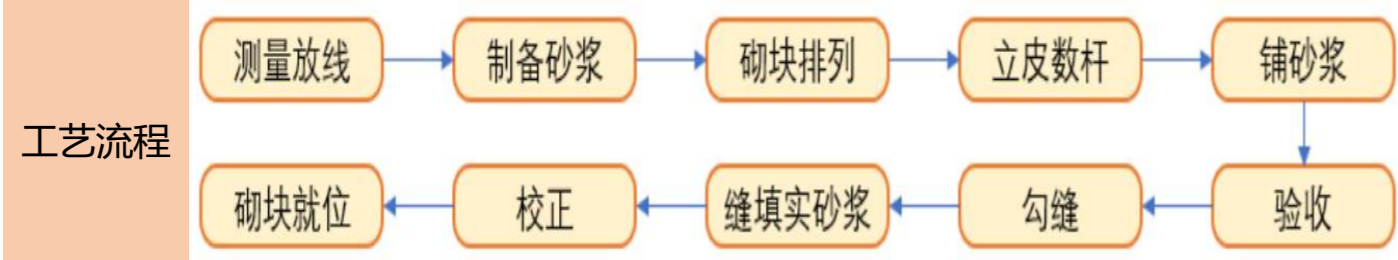 工艺流程
测量放线
制备砂浆
砌块排列
立皮数杆
铺砂浆
验收
勾缝
缝填实砂浆
校正
砌块就位